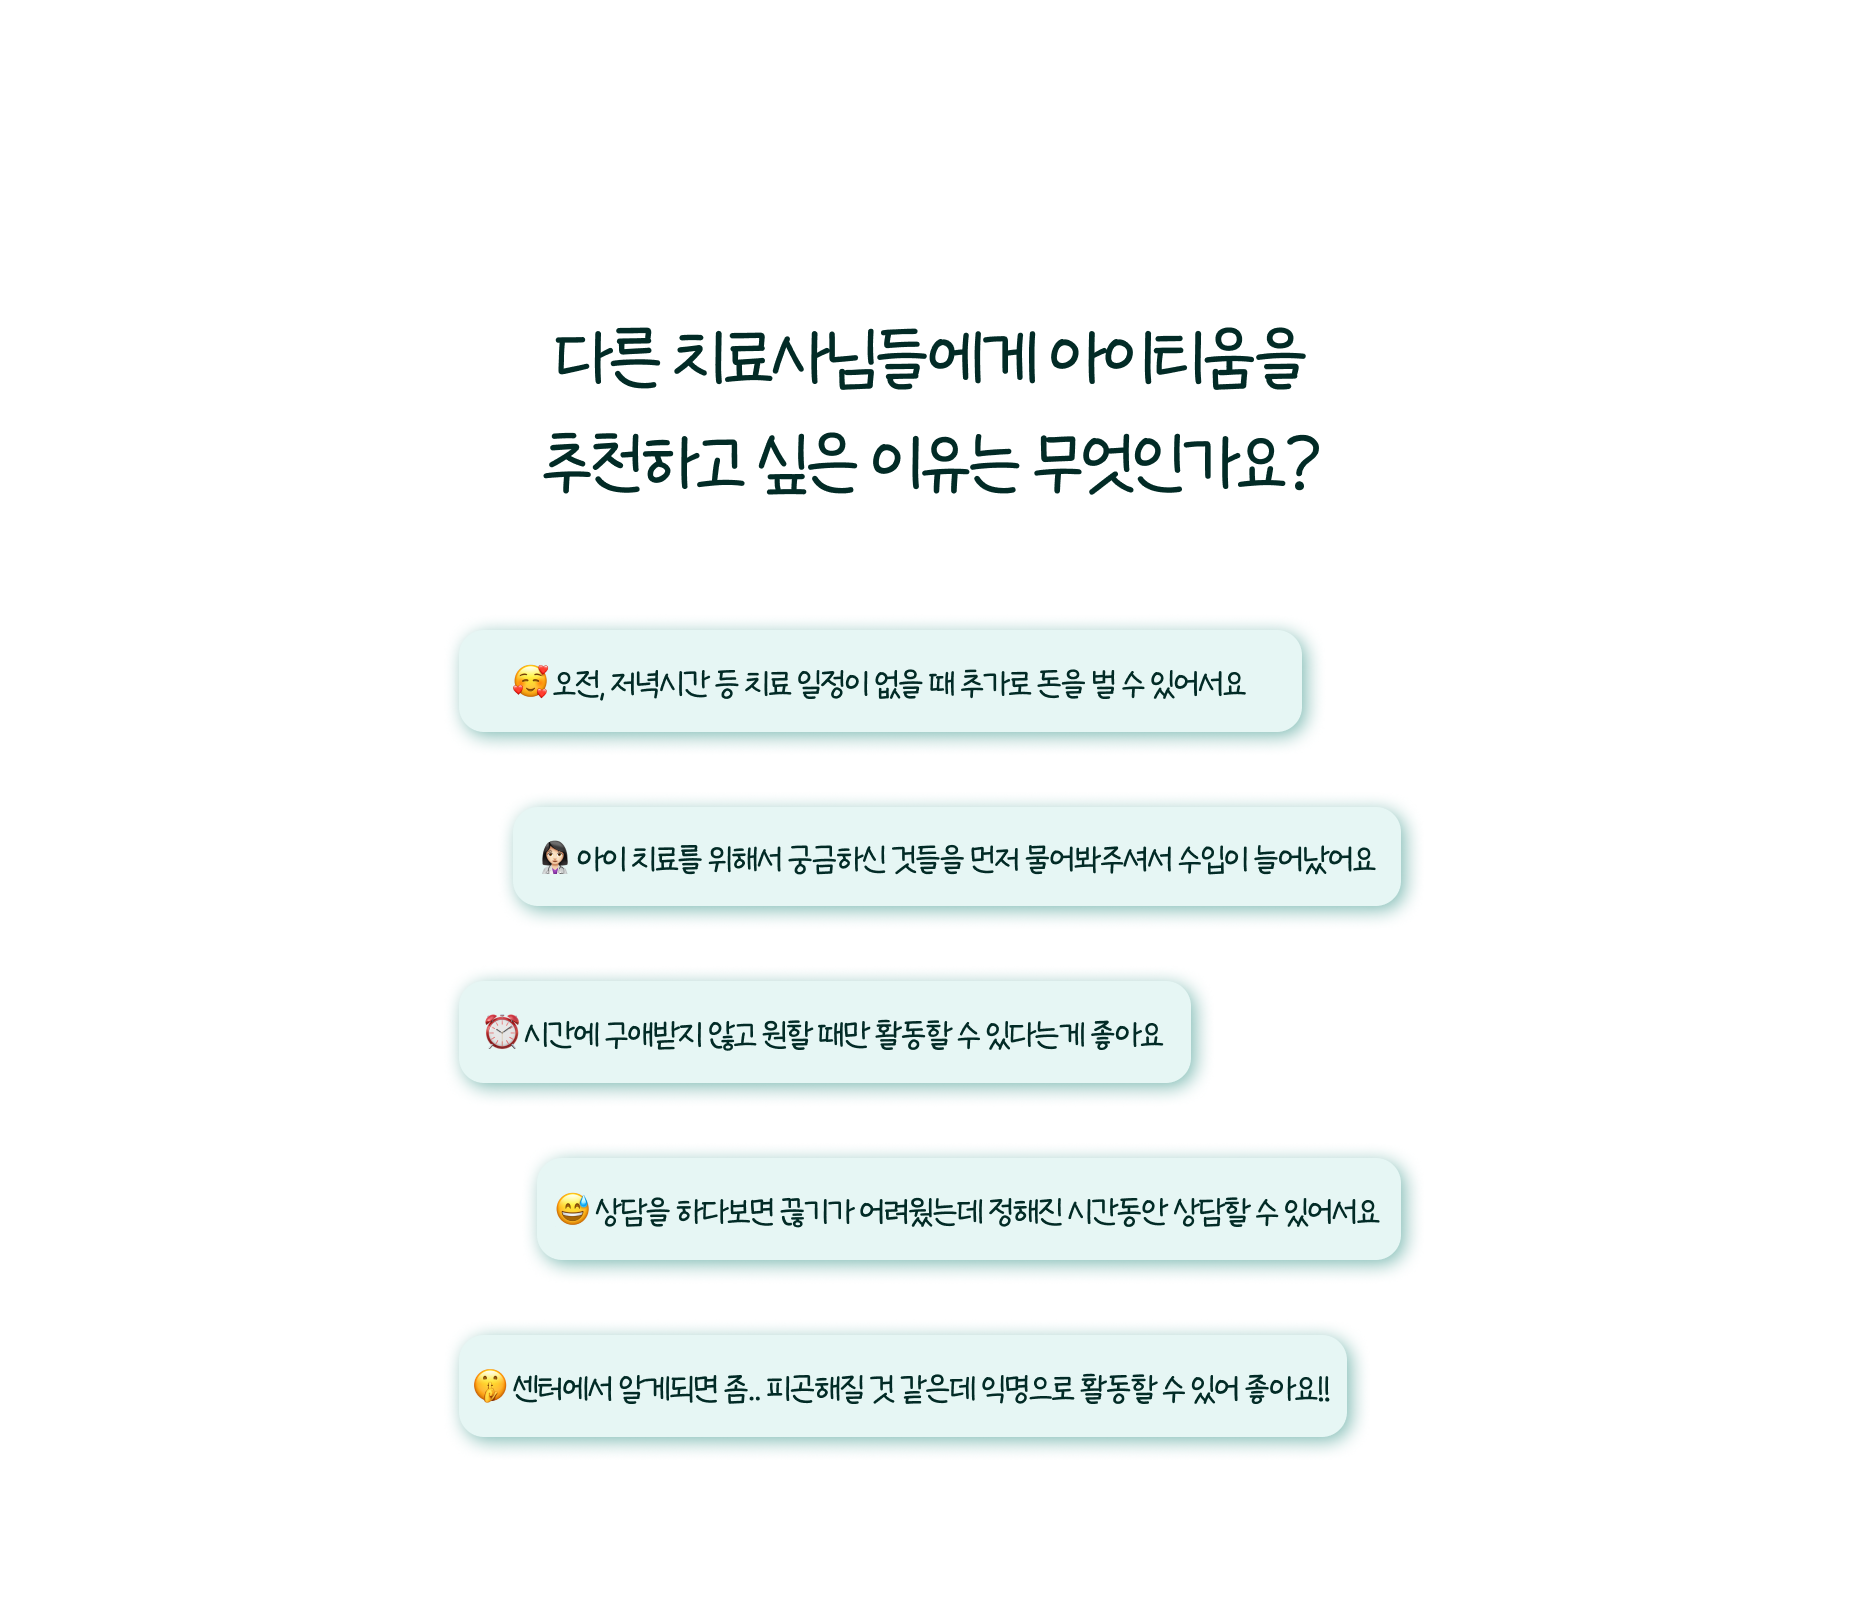 다른 치료사님들에게 아이티움을
추천하고 싶은 이유는 무엇인가요?
🥰 오전, 저녁시간 등 치료 일정이 없을 때 추가로 돈을 벌 수 있어서요
👩🏻‍⚕️ 아이 치료를 위해서 궁금하신 것들을 먼저 물어봐주셔서 수입이 늘어났어요
⏰ 시간에 구애받지 않고 원할 때만 활동할 수 있다는게 좋아요
😅 상담을 하다보면 끊기가 어려웠는데 정해진 시간동안 상담할 수 있어서요
🤫 센터에서 알게되면 좀.. 피곤해질 것 같은데 익명으로 활동할 수 있어 좋아요!!